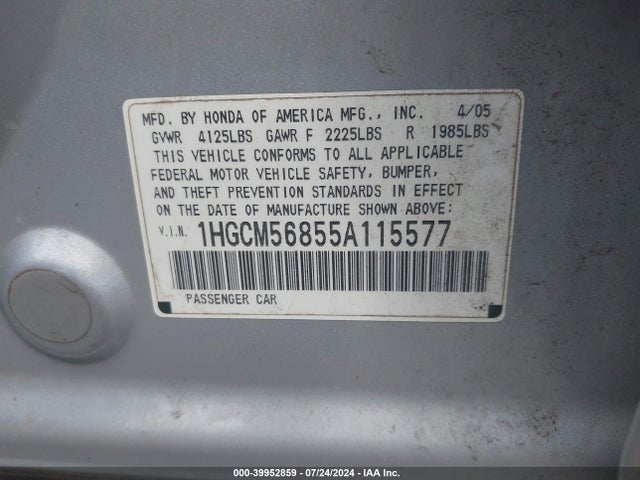 MFD. BY HONDA OF AMERICA MFG., INC. 4/05
GVWR 4125LBS GAWR F 2225LBS R 1985LBS
THIS VEHICLE CONFORMS TO ALL APPLICABLE
FEDERAL MOTOR VEHICLE SAFETY, BUMPER,
AND THEFT PREVENTION STANDARDS IN EFFECT
ON THE DATE OF MANUFACTURE SHOWN ABOVE:
V.I.N. 1HGCM56855A115577
PASSENGER CAR
000-39952859 / 07/24/2024 - IAA Inc.